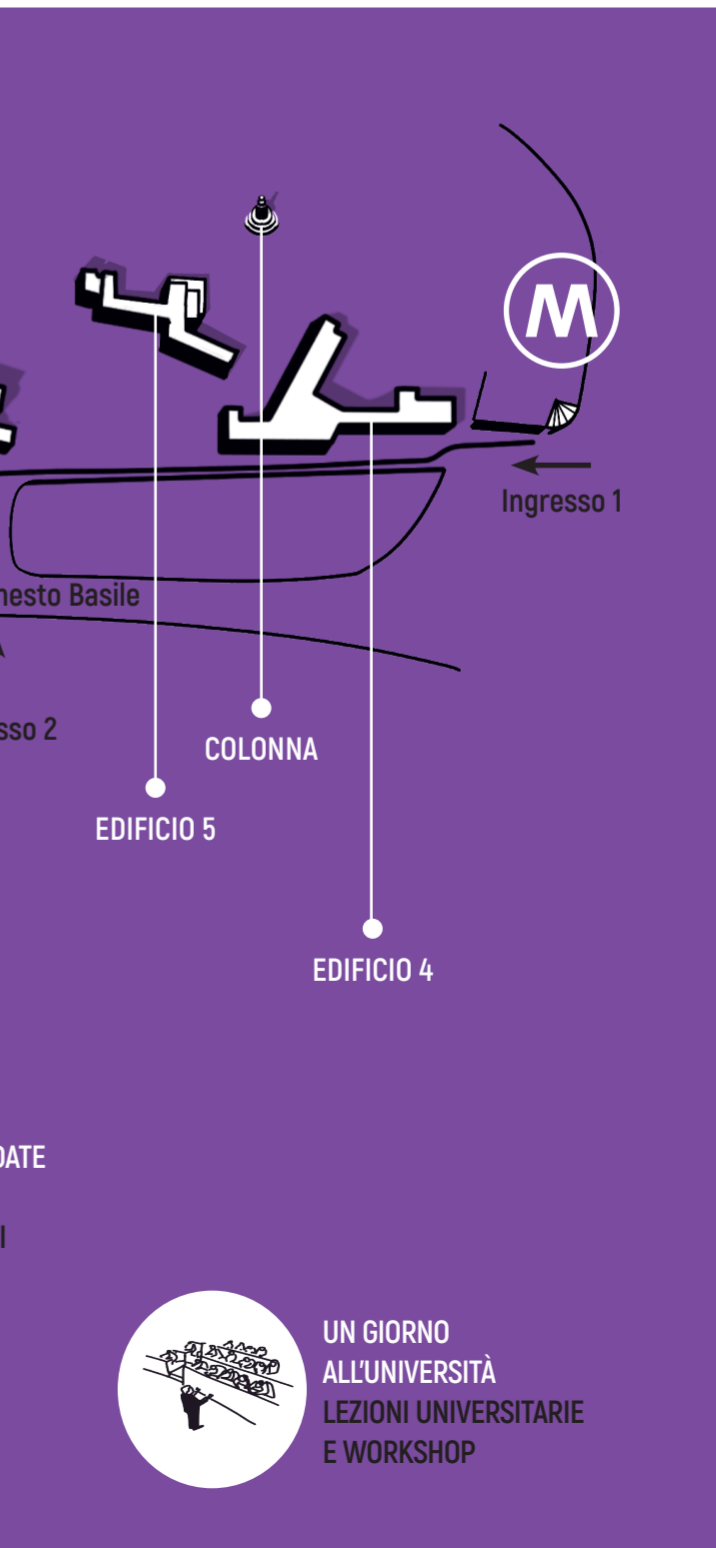 M
Ingresso 1
nesto Basile
sso 2
COLONNA
EDIFICIO 5
EDIFICIO 4
DATE
I
UN GIORNO
ALL'UNIVERSITÀ
LEZIONI UNIVERSITARIE
E WORKSHOP